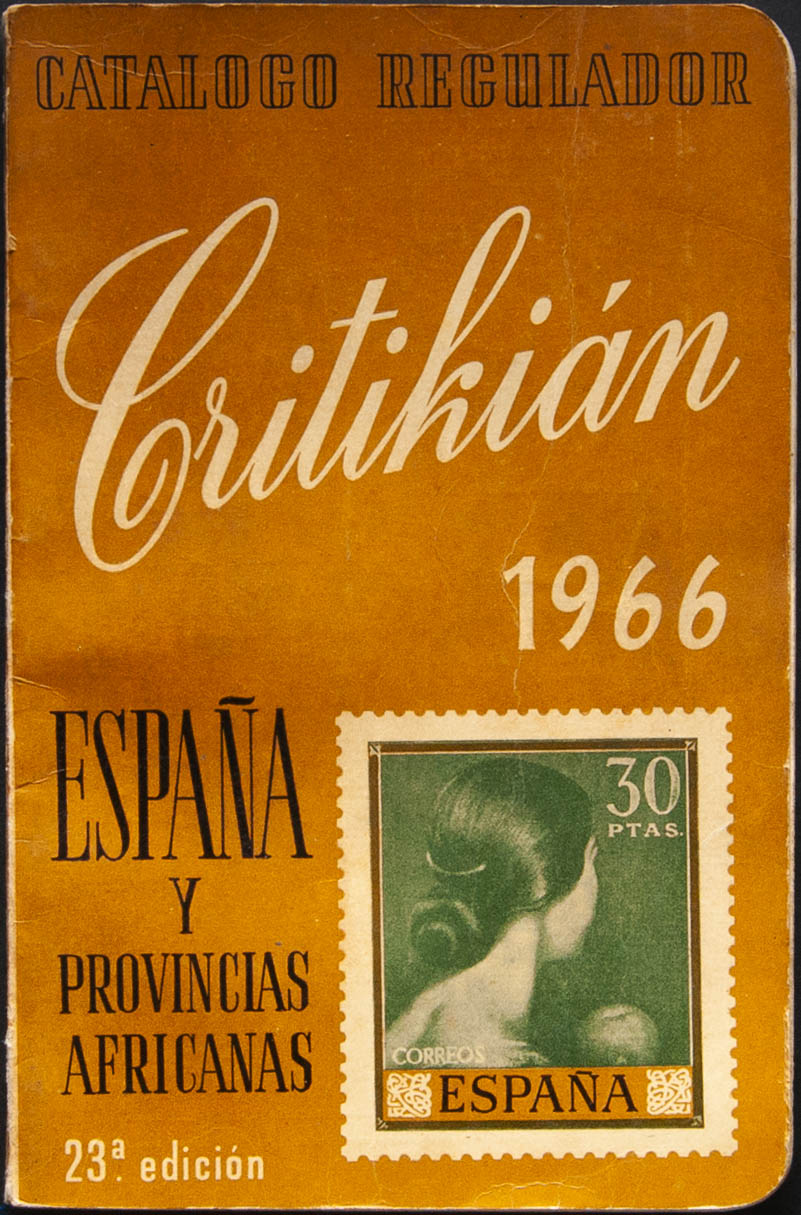 CATALOGO REGULADOR
Critikián
1966
ESPAÑA
Y
PROVINCIAS
AFRICANAS
23ª. edición
30
PTAS.
CORREOS
ESPAÑA